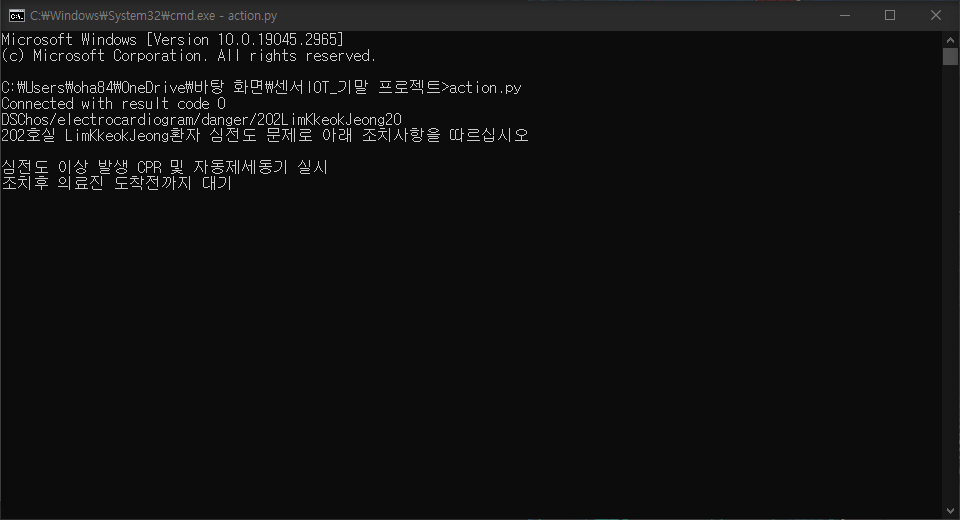 C:\Windows\System32\cmd.exe - action.py
Microsoft Windows [Version 10.0.19045.2965]
(c) Microsoft Corporation. All rights reserved.
C:₩Users₩oha84₩OneDrive₩바탕 화면₩센서IOT_기말 프로젝트>action.py
Connected with result code 0
DSChos/electrocardiogram/danger/202LimKkeokJeong20
202호실 LimKkeokJeong환자 심전도 문제로 아래 조치사항을 따르십시오
심전도 이상 발생 CPR 및 자동제세동기 실시
조치후 의료진 도착전까지 대기